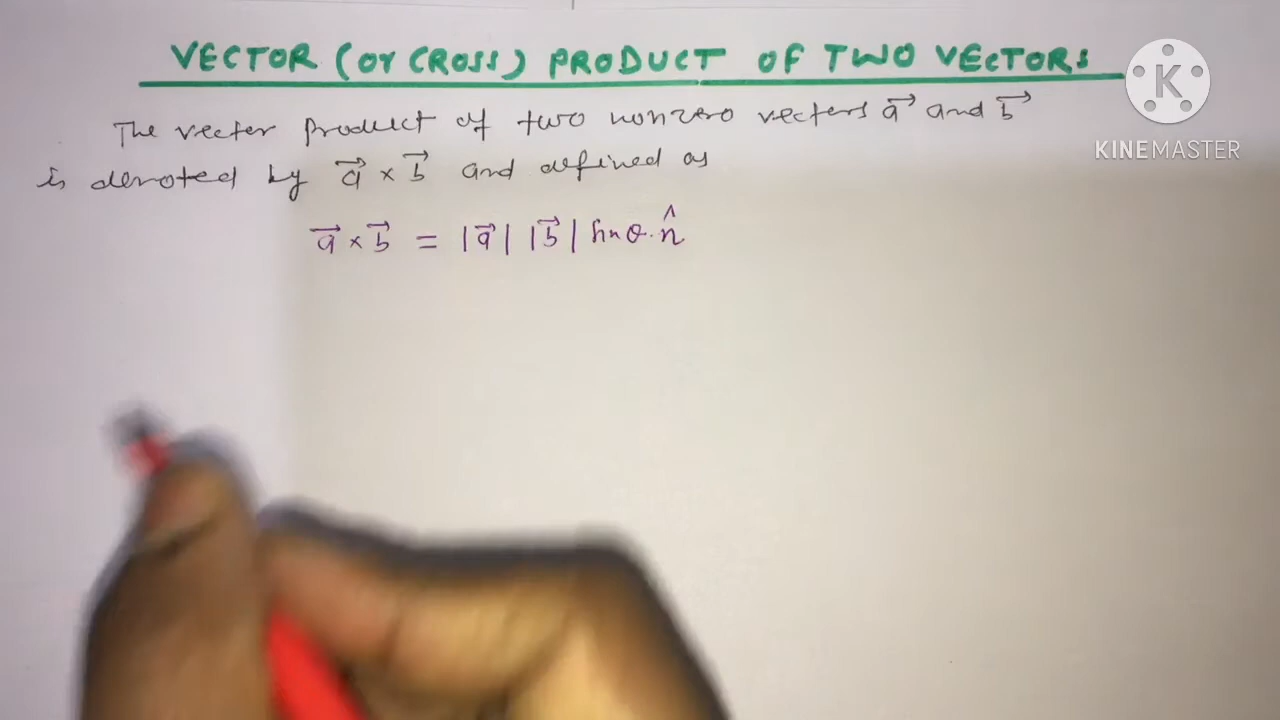 VECTOR (or CROSS) PRODUCT OF TWO VECTORS
K
KINEMASTER
The vector product of two nonzero vectors a⃗ and b⃗
is denoted by a⃗ × b⃗ and defined as
a⃗ × b⃗ = |a⃗| |b⃗| sinθ · n̂